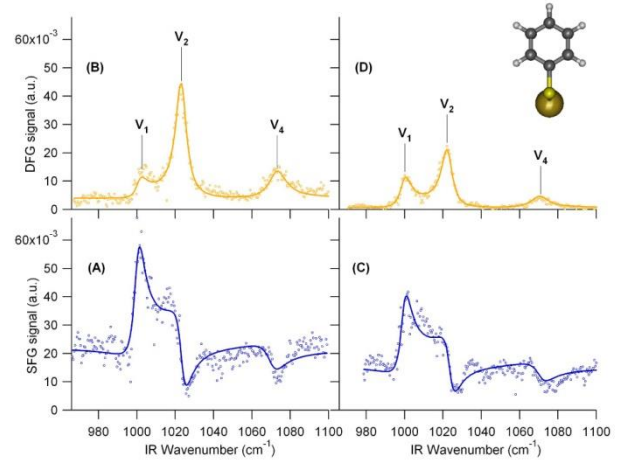 60x10⁻³
50
40
30
20
10
0
DFG signal (a.u.)
(B)
V₁
V₂
V₄
(D)
V₁
V₂
V₄
60x10⁻³
50
40
30
20
10
0
SFG signal (a.u.)
(A)
(C)
980 1000 1020 1040 1060 1080 1100
980 1000 1020 1040 1060 1080 1100
IR Wavenumber (cm⁻¹)
IR Wavenumber (cm⁻¹)